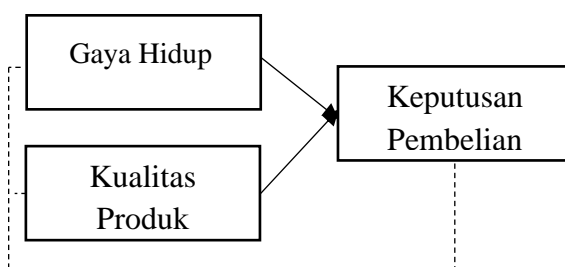 Gaya Hidup
Kualitas
Produk
Keputusan
Pembelian